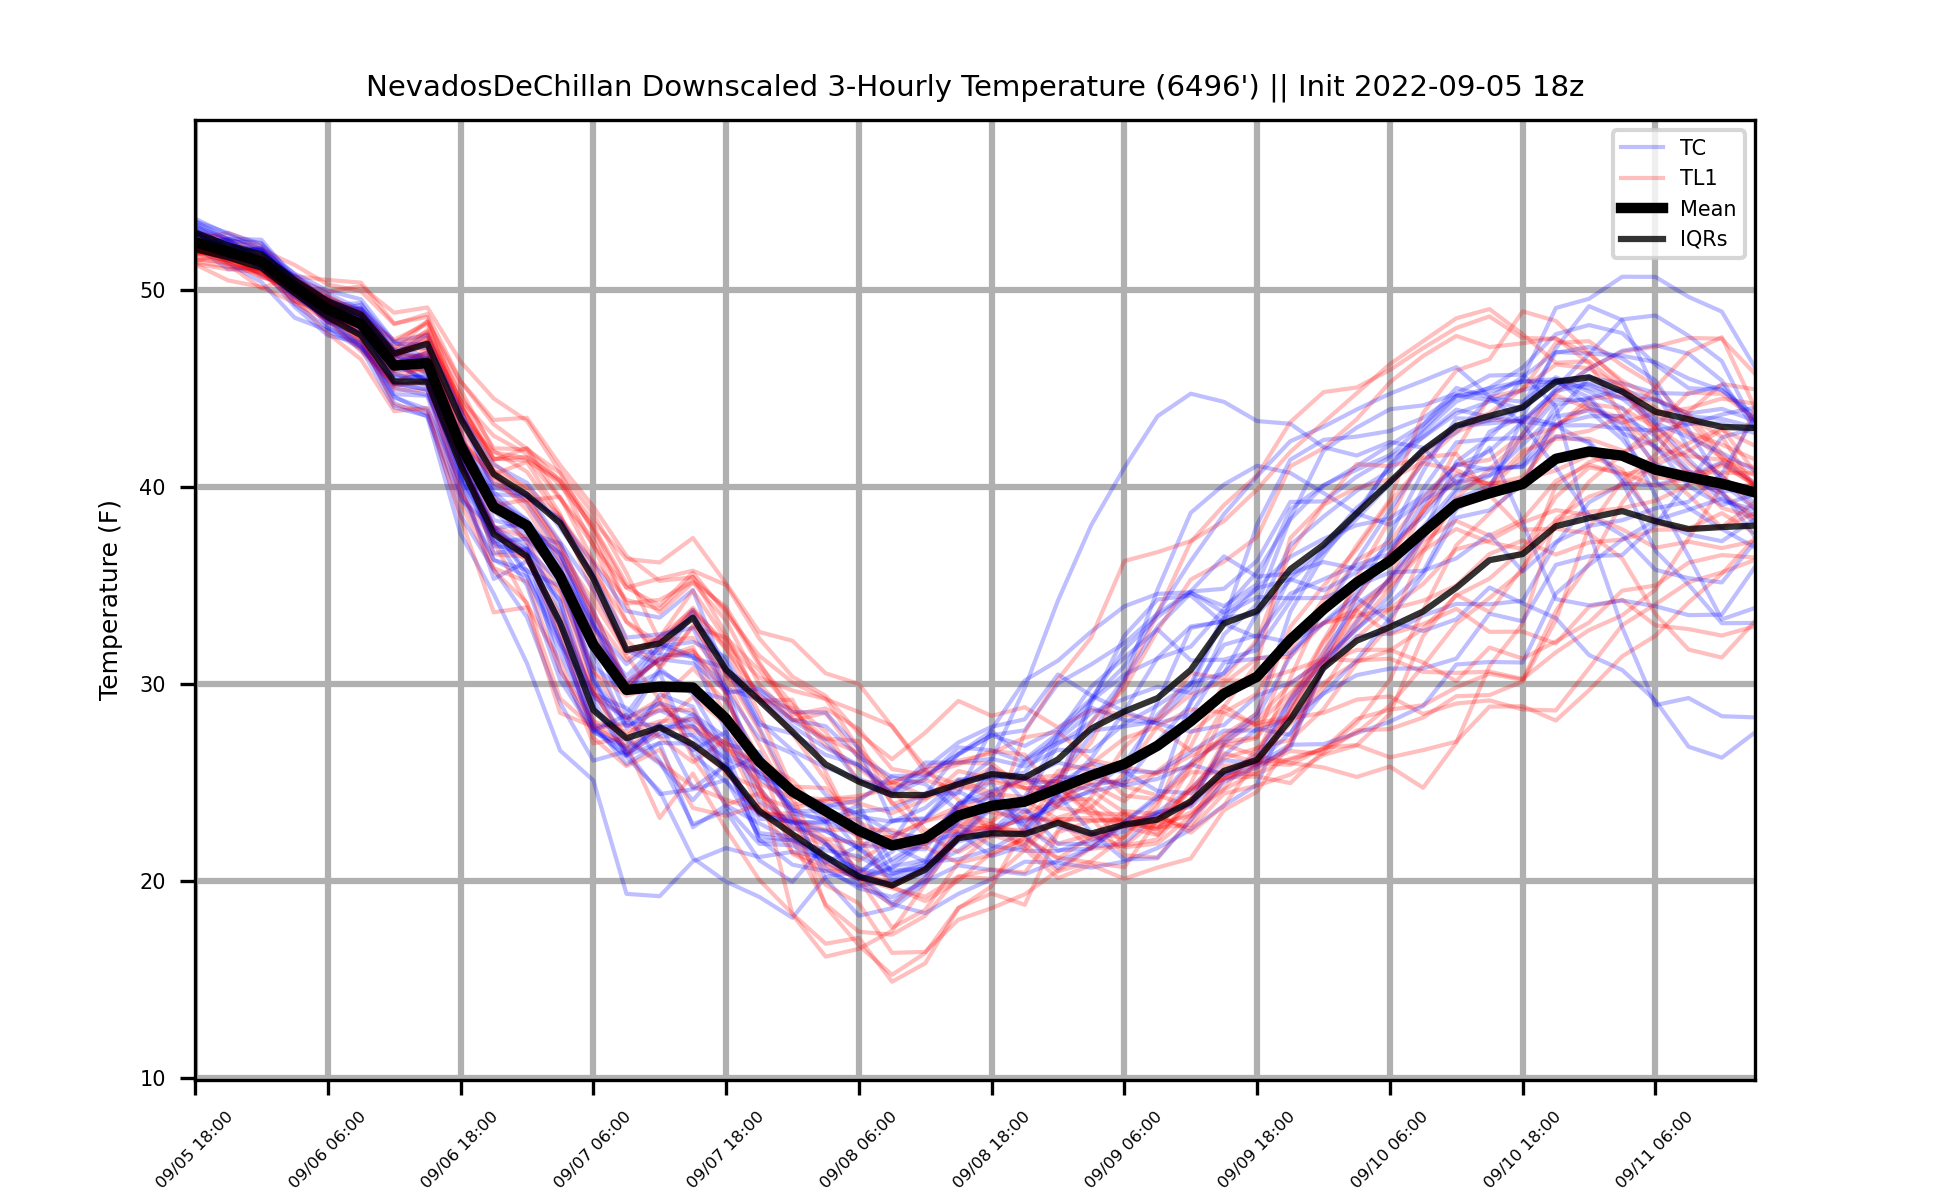 NevadosDeChillan Downscaled 3-Hourly Temperature (6496') || Init 2022-09-05 18z
TC
TL1
Mean
IQRs
Temperature (F)
50
40
30
20
10
09/05 18:00
09/06 06:00
09/06 18:00
09/07 06:00
09/07 18:00
09/08 06:00
09/08 18:00
09/09 06:00
09/09 18:00
09/10 06:00
09/10 18:00
09/11 06:00